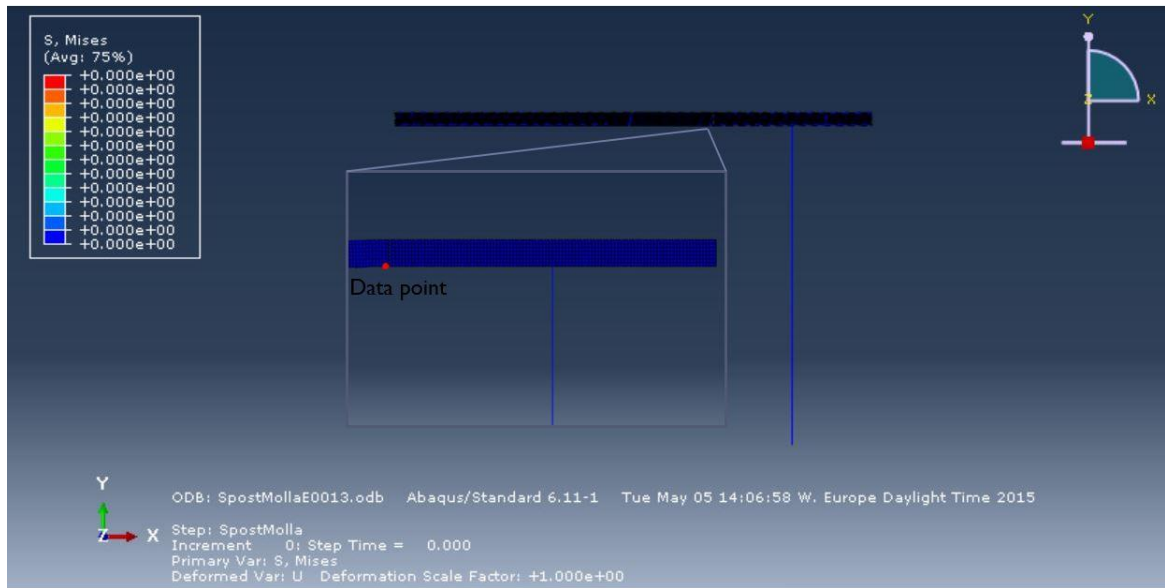 S, Mises
(Avg: 75%)
+0.000e+00
+0.000e+00
+0.000e+00
+0.000e+00
+0.000e+00
+0.000e+00
+0.000e+00
+0.000e+00
+0.000e+00
+0.000e+00
+0.000e+00
+0.000e+00
+0.000e+00
Y
Z
X
Data point
Y
Z
X
ODB: SpostMollaE0013.odb    Abaqus/Standard 6.11-1    Tue May 05 14:06:58 W. Europe Daylight Time 2015
Step: SpostMolla
Increment      0: Step Time =    0.000
Primary Var: S, Mises
Deformed Var: U   Deformation Scale Factor: +1.000e+00